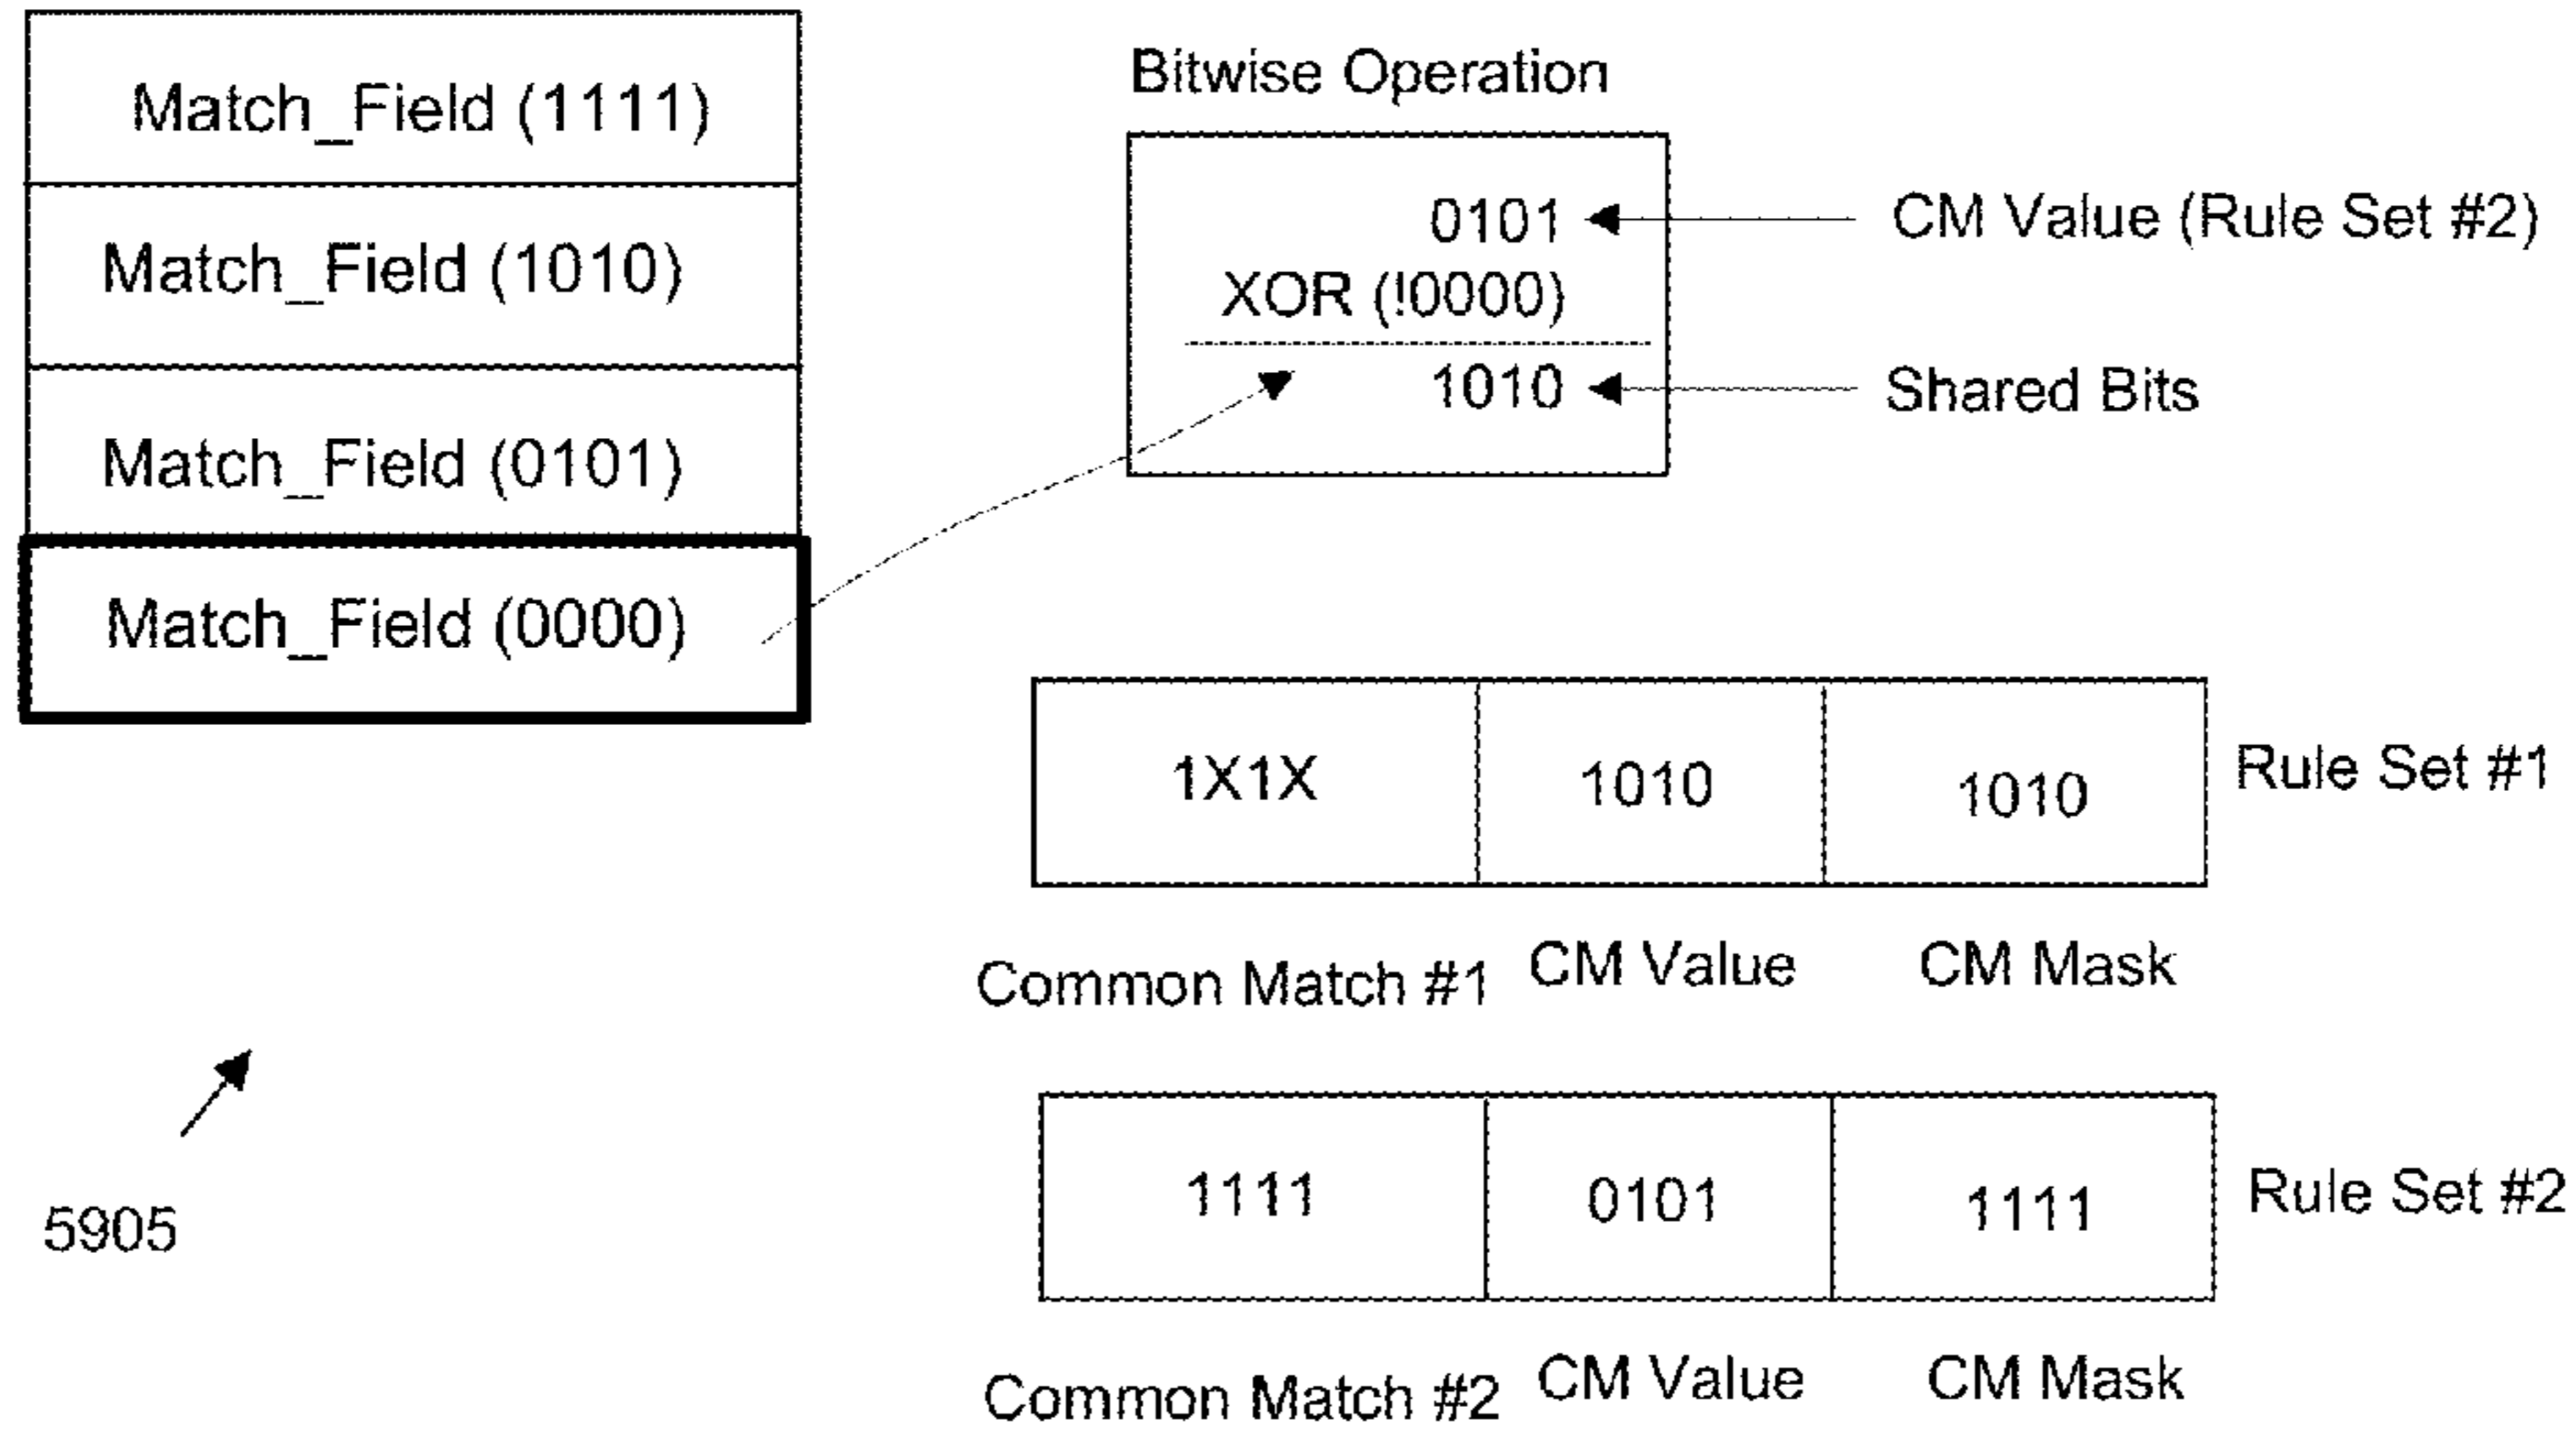 Match_Field (1111)
Match_Field (1010)
Match_Field (0101)
Match_Field (0000)
Bitwise Operation
0101
XOR (!0000)
1010
CM Value (Rule Set #2)
Shared Bits
1X1X
1010
1010
Rule Set #1
Common Match #1
CM Value
CM Mask
1111
0101
1111
Rule Set #2
Common Match #2
CM Value
CM Mask
5905